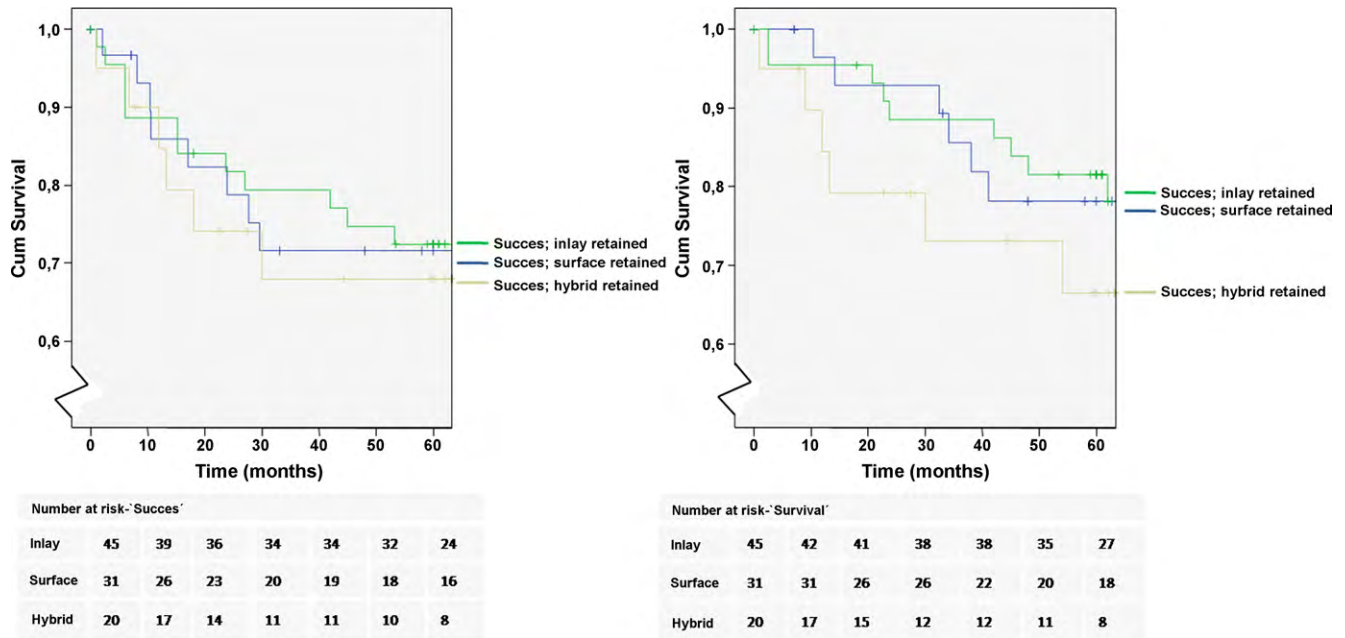 1,0
0,9
0,8
0,7
0,6
Cum Survival
0 10 20 30 40 50 60
Time (months)
Succes; inlay retained
Succes; surface retained
Succes; hybrid retained
Number at risk-`Succes´
Inlay 45 39 36 34 34 32 24
Surface 31 26 23 20 19 18 16
Hybrid 20 17 14 11 11 10 8
1,0
0,9
0,8
0,7
0,6
Cum Survival
0 10 20 30 40 50 60
Time (months)
Succes; inlay retained
Succes; surface retained
Succes; hybrid retained
Number at risk-`Survival´
Inlay 45 42 41 38 38 35 27
Surface 31 31 26 26 22 20 18
Hybrid 20 17 15 12 12 11 8